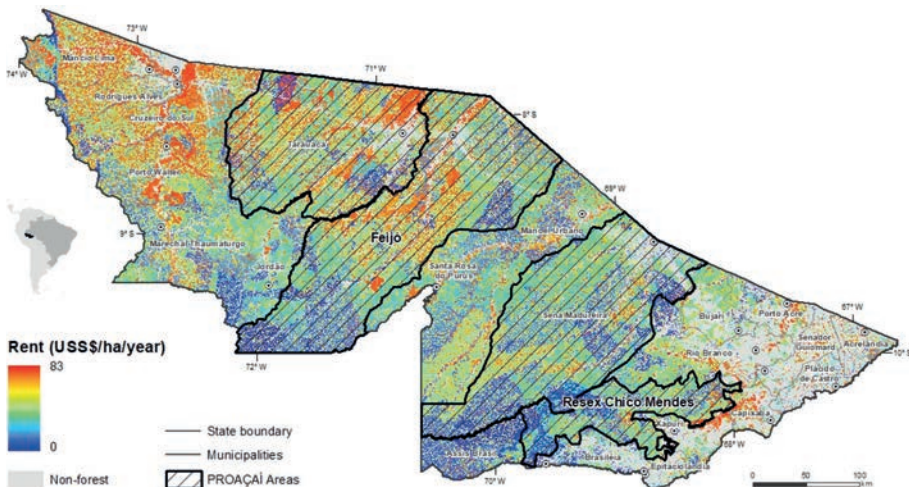 73° W
74° W
Mâncio Lima
71° W
Rodrigues Alves
Cruzeiro do Sul
9° S
Tarauacá
Porto Walter
69° W
9° S
Marechal Thaumaturgo
Feijó
Manoel Urbano
Jordão
Santa Rosa
do Purus
Sena Madureira
67° W
Bujari
Porto Acre
Rent (US$$/ha/year)
83
72° W
Senador
Guiomard
Acrelândia
Rio Branco
10° S
Plácido
de Castro
Resex Chico Mendes
Capixaba
Xapuri
State boundary
68° W
0
Municipalities
Assis Brasil
Brasiléia
Epitaciolândia
Non-forest
PROAÇAÍ Areas
70° W
0 50 100
km